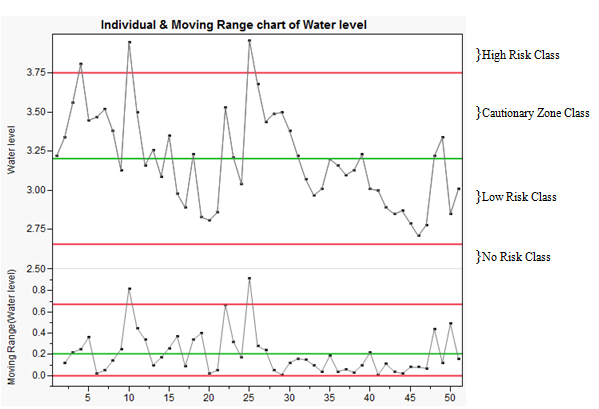 Individual & Moving Range chart of Water level
Water level
3.75
3.50
3.25
3.00
2.75
2.50
}High Risk Class
}Cautionary Zone Class
}Low Risk Class
}No Risk Class
Moving Range(Water level)
0.8
0.6
0.4
0.2
0.0
5 10 15 20 25 30 35 40 45 50